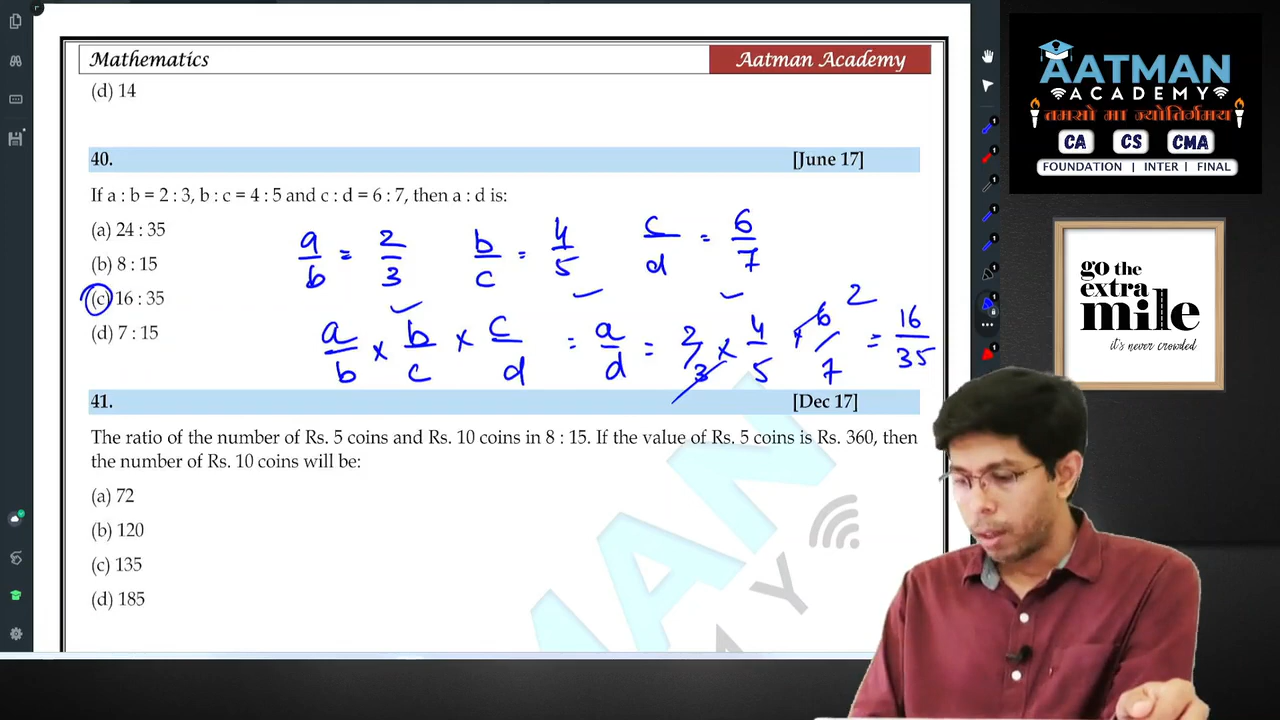 Mathematics
Aatman Academy
(d) 14
40.
[June 17]
If a : b = 2 : 3, b : c = 4 : 5 and c : d = 6 : 7, then a : d is:
(a) 24 : 35
(b) 8 : 15
(c) 16 : 35
(d) 7 : 15
a/b = 2/3 b/c = 4/5 c/d = 6/7
a/b × b/c × c/d = a/d = 2/3 × 4/5 × 6/7 2 = 16/35
41.
[Dec 17]
The ratio of the number of Rs. 5 coins and Rs. 10 coins in 8 : 15. If the value of Rs. 5 coins is Rs. 360, then
the number of Rs. 10 coins will be:
(a) 72
(b) 120
(c) 135
(d) 185
AATMAN
ACADEMY
तमसो मा ज्योतिर्गमय
CA CS CMA
FOUNDATION | INTER | FINAL
go the
extra
mile
it's never crowded